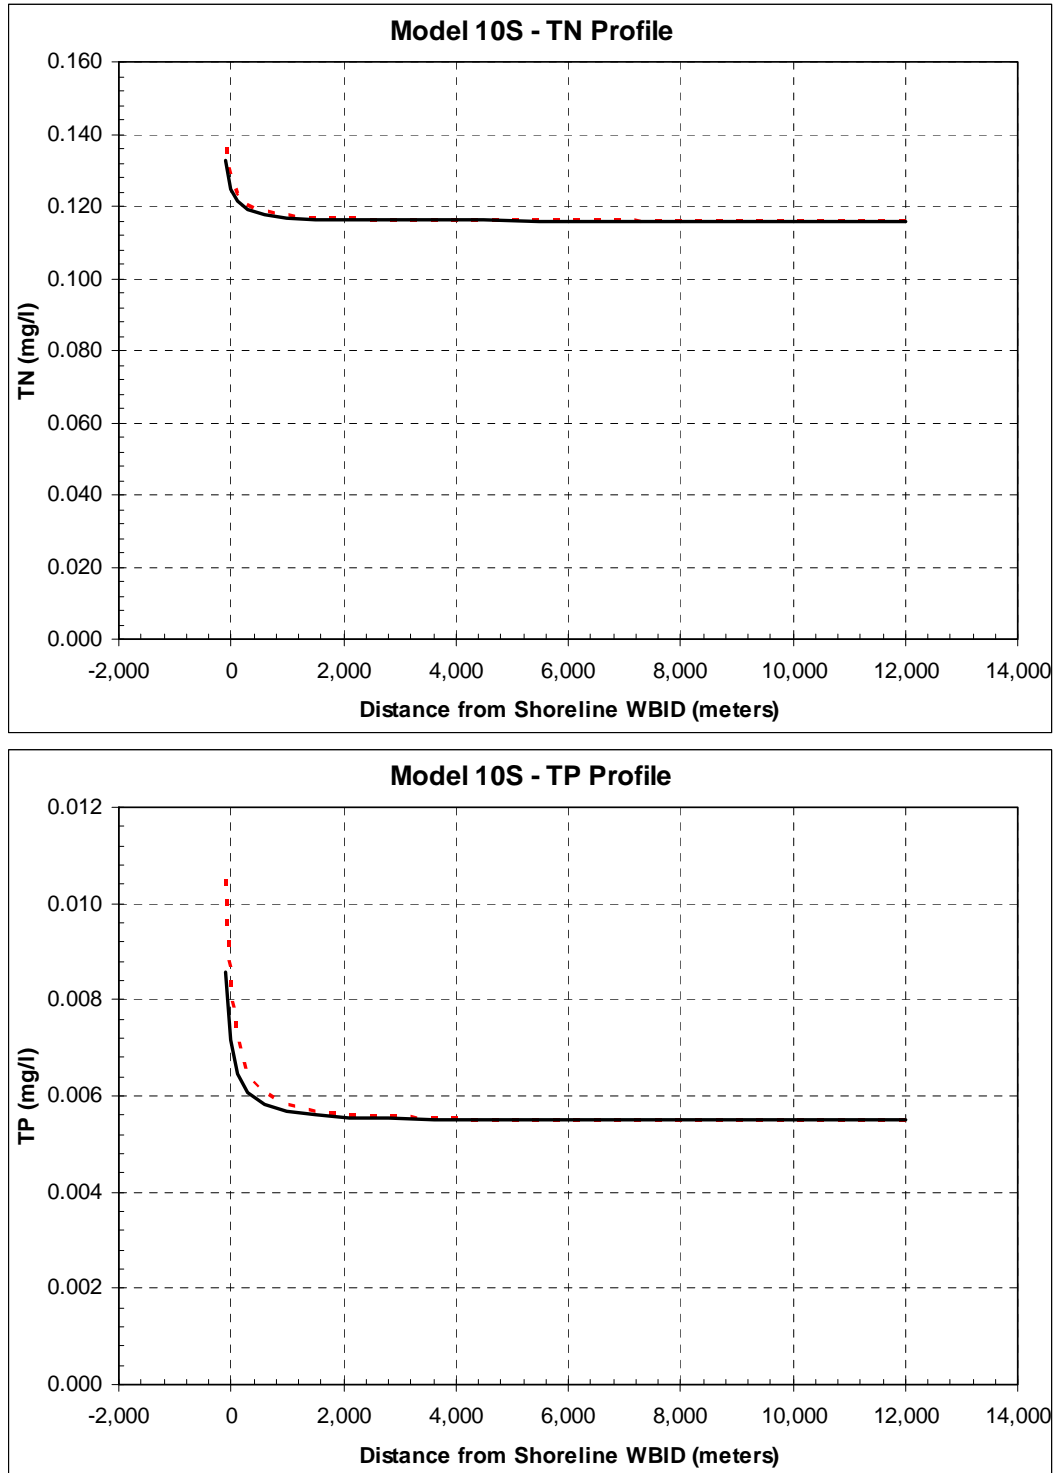 Model 10S - TN Profile
0.160
0.140
0.120
0.100
0.080
0.060
0.040
0.020
0.000
TN (mg/l)
-2,000 0 2,000 4,000 6,000 8,000 10,000 12,000 14,000
Distance from Shoreline WBID (meters)
Model 10S - TP Profile
0.012
0.010
0.008
0.006
0.004
0.002
0.000
TP (mg/l)
-2,000 0 2,000 4,000 6,000 8,000 10,000 12,000 14,000
Distance from Shoreline WBID (meters)